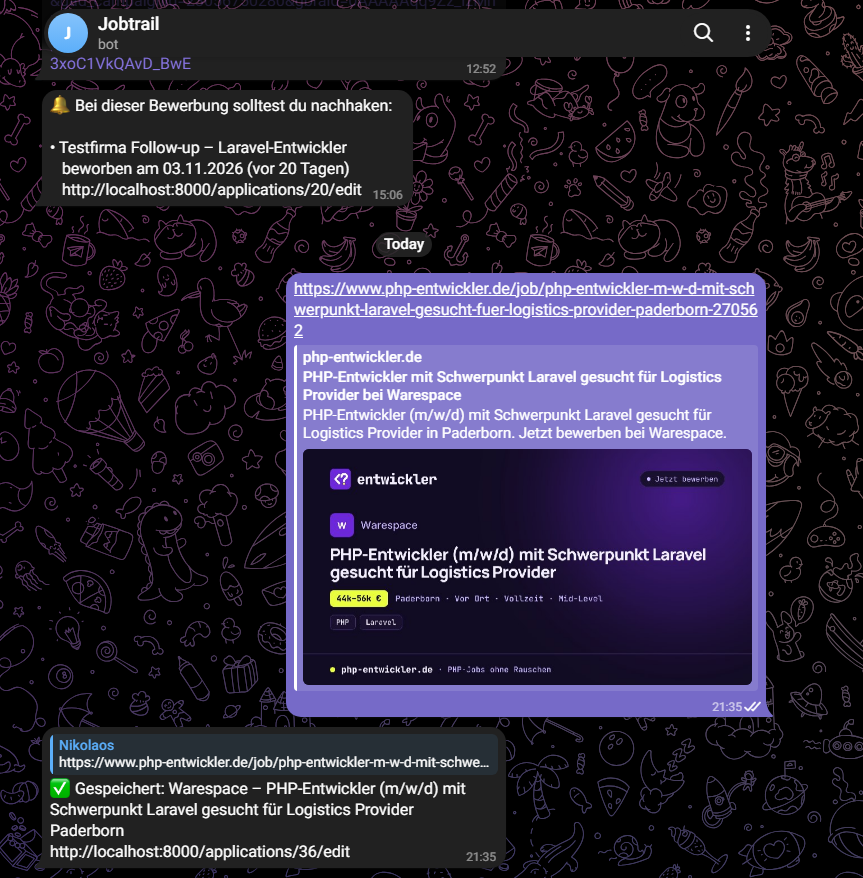 Jobtrail
bot
3xoC1VkQAvD_BwE
12:52
🔔 Bei dieser Bewerbung solltest du nachhaken:
• Testfirma Follow-up – Laravel-Entwickler
beworben am 03.11.2026 (vor 20 Tagen)
http://localhost:8000/applications/20/edit
15:06
Today
https://www.php-entwickler.de/job/php-entwickler-m-w-d-mit-sch
werpunkt-laravel-gesucht-fuer-logistics-provider-paderborn-27056
2
php-entwickler.de
PHP-Entwickler mit Schwerpunkt Laravel gesucht für Logistics
Provider bei Warespace
PHP-Entwickler (m/w/d) mit Schwerpunkt Laravel gesucht für
Logistics Provider in Paderborn. Jetzt bewerben bei Warespace.
<? entwickler
Jetzt bewerben
W Warespace
PHP-Entwickler (m/w/d) mit Schwerpunkt Laravel
gesucht für Logistics Provider
44k–56k € Paderborn · Vor Ort · Vollzeit · Mid-Level
PHP Laravel
php-entwickler.de · PHP-Jobs ohne Rauschen
21:35
Nikolaos
https://www.php-entwickler.de/job/php-entwickler-m-w-d-mit-schwe...
✅ Gespeichert: Warespace – PHP-Entwickler (m/w/d) mit
Schwerpunkt Laravel gesucht für Logistics Provider
Paderborn
http://localhost:8000/applications/36/edit
21:35